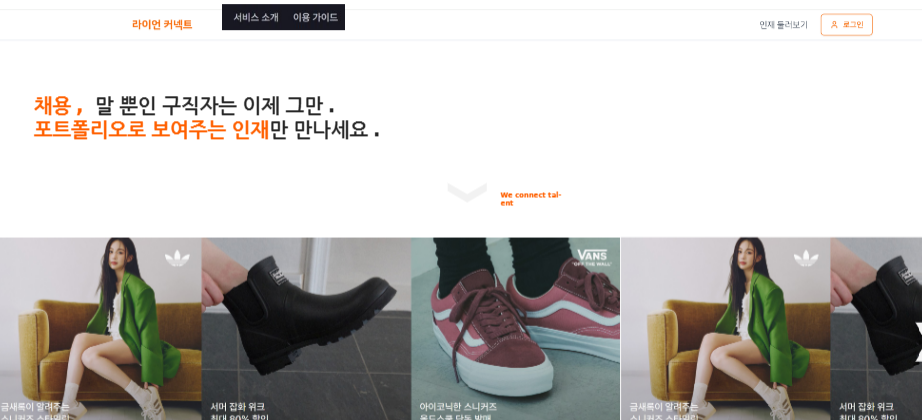 라이언 커넥트
서비스 소개 이용 가이드
인재 둘러보기
로그인
채용, 말 뿐인 구직자는 이제 그만.
포트폴리오로 보여주는 인재만 만나세요.
We connect tal-
ent
VANS
"OFF THE WALL"
금새록이 알려주는
스니커즈 스타일링
서머 잡화 위크
최대 80% 할인
아이코닉한 스니커즈
올드스쿨 단독 발매
금새록이 알려주는
스니커즈 스타일링
서머 잡화 위크
최대 80% 할인